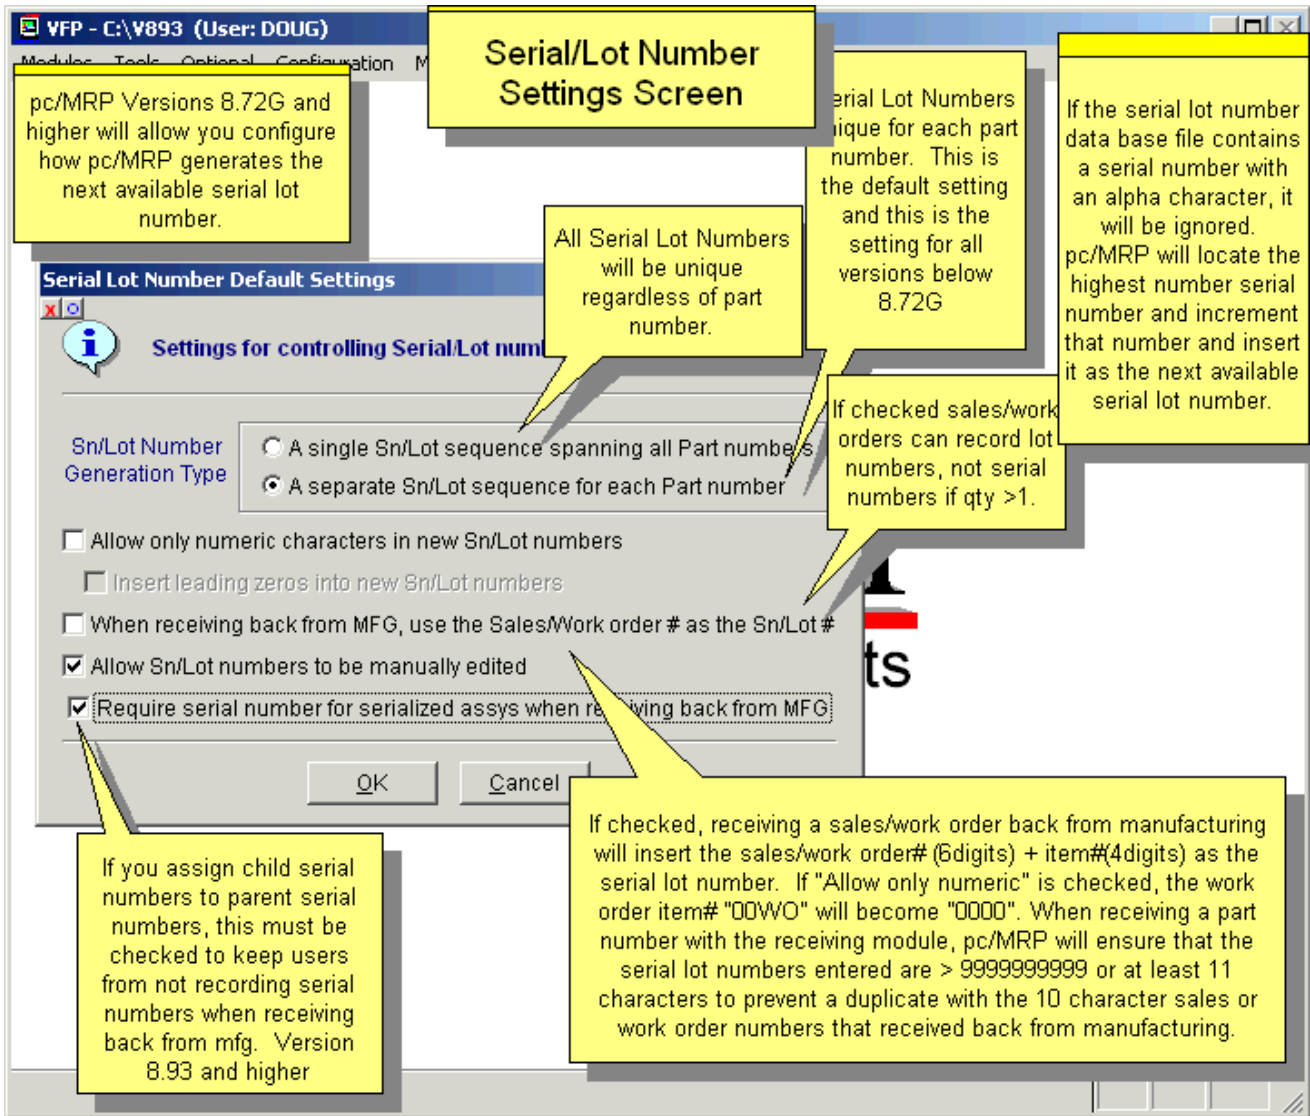 VFP - C:\V893 (User: DOUG)
Modules Tools Optional Configuration
Serial/Lot Number
Settings Screen
pc/MRP Versions 8.72G and
higher will allow you configure
how pc/MRP generates the
next available serial lot
number.
All Serial Lot Numbers
will be unique
regardless of part
number.
erial Lot Numbers
ique for each part
number. This is
the default setting
and this is the
setting for all
versions below
8.72G
If the serial lot number
data base file contains
a serial number with
an alpha character, it
will be ignored.
pc/MRP will locate the
highest number serial
number and increment
that number and insert
it as the next available
serial lot number.
Serial Lot Number Default Settings
Settings for controlling Serial/Lot num
If checked sales/work
orders can record lot
numbers, not serial
numbers if qty >1.
Sn/Lot Number
Generation Type
A single Sn/Lot sequence spanning all Part numbers
A separate Sn/Lot sequence for each Part number
Allow only numeric characters in new Sn/Lot numbers
Insert leading zeros into new Sn/Lot numbers
When receiving back from MFG, use the Sales/Work order # as the Sn/Lot #
Allow Sn/Lot numbers to be manually edited
Require serial number for serialized assys when receiving back from MFG
ts
OK
Cancel
If you assign child serial
numbers to parent serial
numbers, this must be
checked to keep users
from not recording serial
numbers when receiving
back from mfg. Version
8.93 and higher
If checked, receiving a sales/work order back from manufacturing
will insert the sales/work order# (6digits) + item#(4digits) as the
serial lot number. If "Allow only numeric" is checked, the work
order item# "00WO" will become "0000". When receiving a part
number with the receiving module, pc/MRP will ensure that the
serial lot numbers entered are > 9999999999 or at least 11
characters to prevent a duplicate with the 10 character sales or
work order numbers that received back from manufacturing.